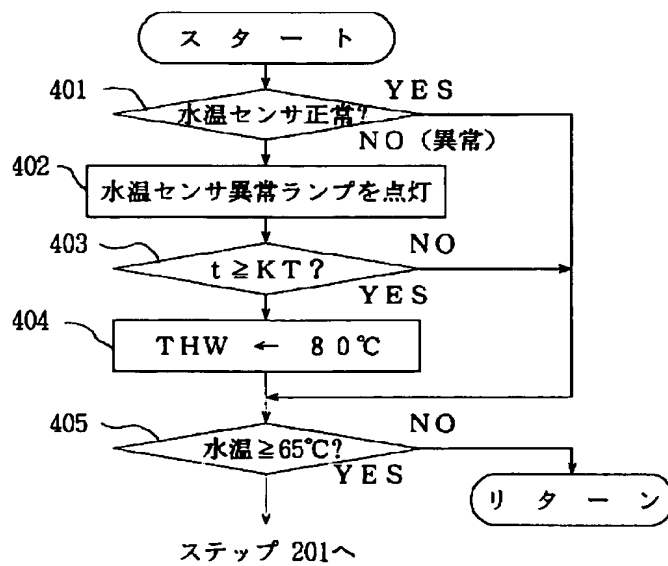 スタート
401
YES
水温センサ正常?
NO(異常)
402
水温センサ異常ランプを点灯
403
NO
t≧KT?
YES
404
THW ← 80℃
405
NO
水温≧65℃?
YES
リターン
ステップ 201へ